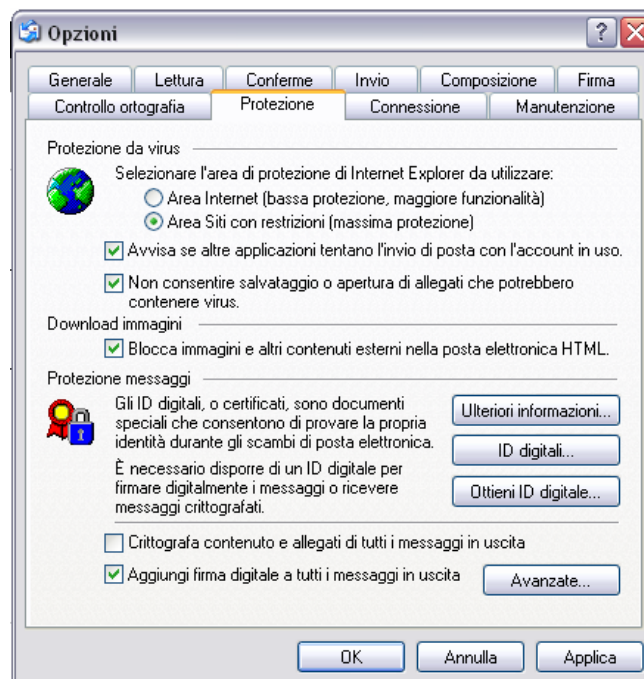 Opzioni
Generale Lettura Conferme Invio Composizione Firma
Controllo ortografia Protezione Connessione Manutenzione
Protezione da virus
Selezionare l'area di protezione di Internet Explorer da utilizzare:
Area Internet (bassa protezione, maggiore funzionalità)
Area Siti con restrizioni (massima protezione)
Avvisa se altre applicazioni tentano l'invio di posta con l'account in uso.
Non consentire salvataggio o apertura di allegati che potrebbero
contenere virus.
Download immagini
Blocca immagini e altri contenuti esterni nella posta elettronica HTML.
Protezione messaggi
Gli ID digitali, o certificati, sono documenti
speciali che consentono di provare la propria
identità durante gli scambi di posta elettronica.
Ulteriori informazioni...
ID digitali...
È necessario disporre di un ID digitale per
firmare digitalmente i messaggi o ricevere
messaggi crittografati.
Ottieni ID digitale...
Crittografa contenuto e allegati di tutti i messaggi in uscita
Aggiungi firma digitale a tutti i messaggi in uscita
Avanzate...
OK Annulla Applica